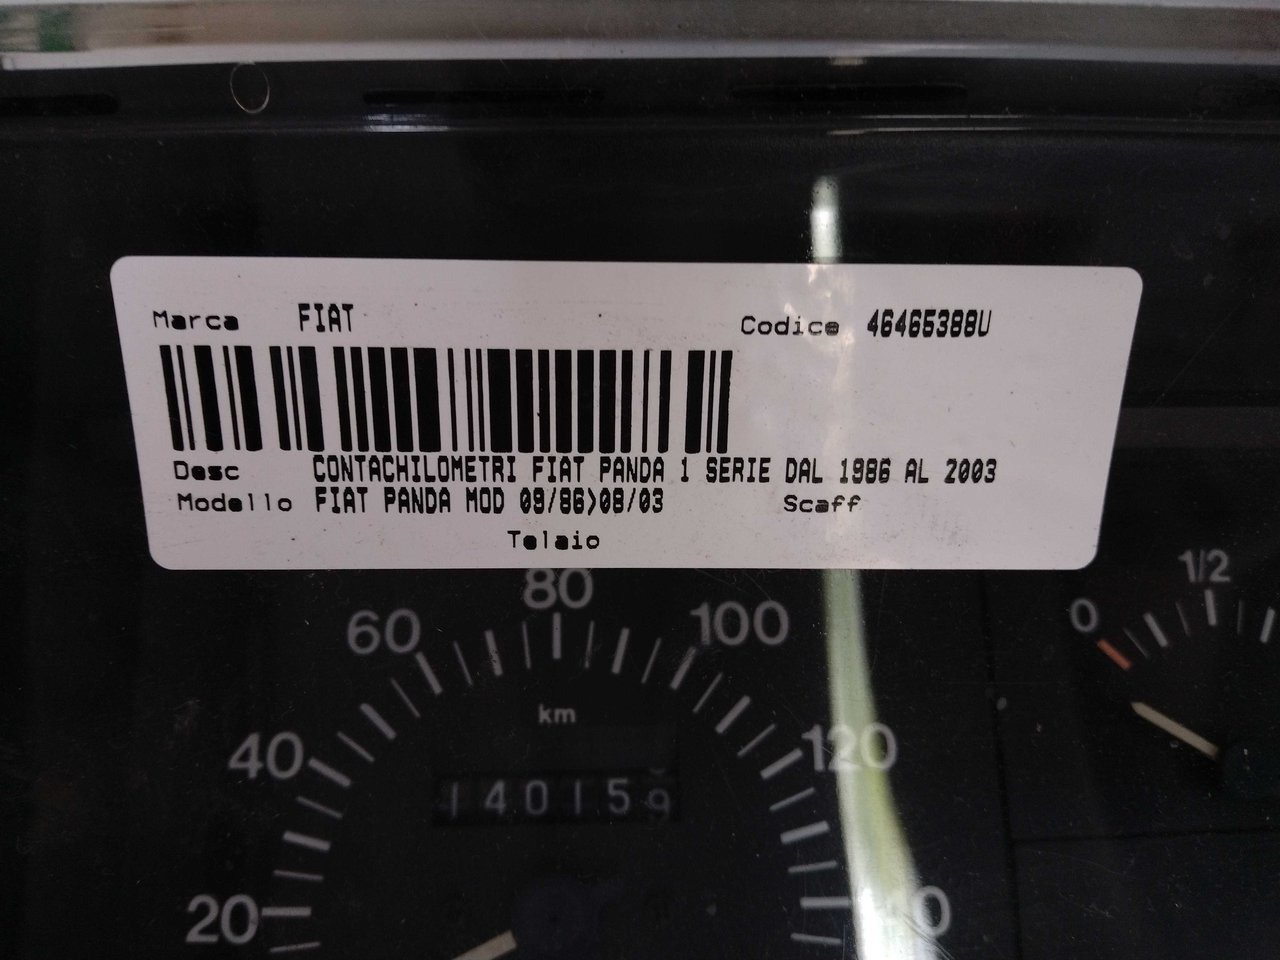 Marca FIAT Codice 46465388U
Desc CONTACHILOMETRI FIAT PANDA 1 SERIE DAL 1986 AL 2003
Modello FIAT PANDA MOD 09/86>08/03 Scaff
Telaio
80
60 100
1/2
0
km
40 120
140159
20